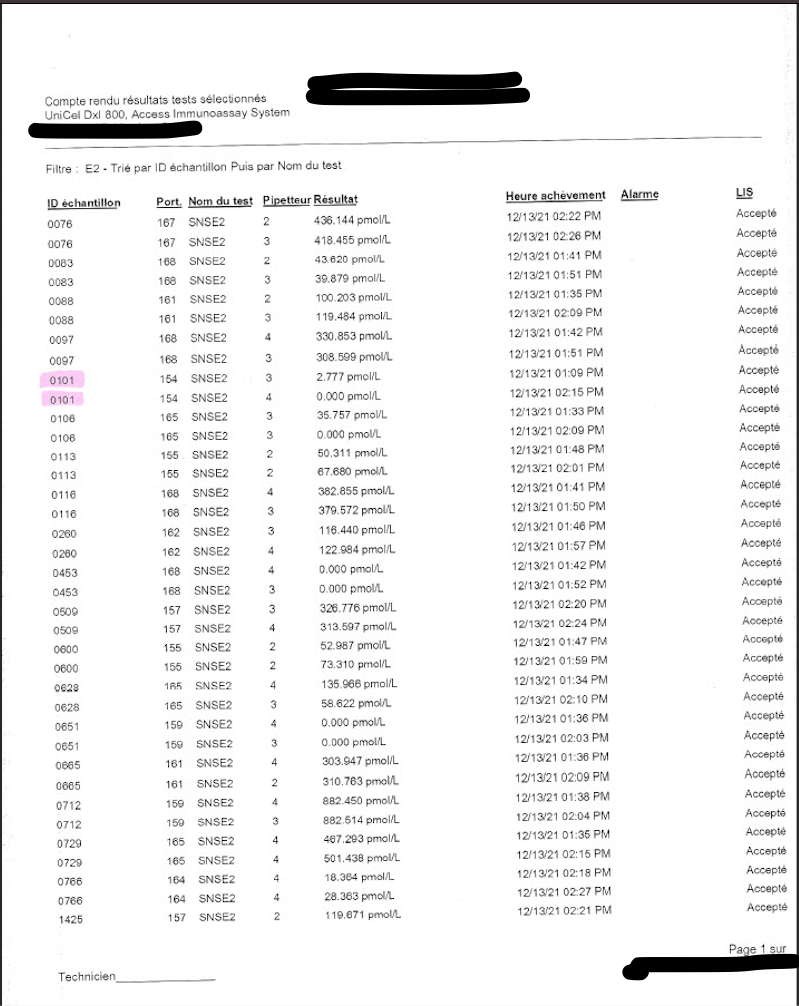 Compte rendu résultats tests sélectionnés
UniCel DxI 800, Access Immunoassay System
Filtre : E2 - Trié par ID échantillon Puis par Nom du test
ID échantillon Port. Nom du test Pipetteur Résultat Heure achèvement Alarme LIS
0076 167 SNSE2 2 436.144 pmol/L 12/13/21 02:22 PM Accepté
0076 167 SNSE2 3 418.455 pmol/L 12/13/21 02:26 PM Accepté
0083 168 SNSE2 2 43.620 pmol/L 12/13/21 01:41 PM Accepté
0083 168 SNSE2 3 39.879 pmol/L 12/13/21 01:51 PM Accepté
0088 161 SNSE2 2 100.203 pmol/L 12/13/21 01:35 PM Accepté
0088 161 SNSE2 3 119.484 pmol/L 12/13/21 02:09 PM Accepté
0097 168 SNSE2 4 330.853 pmol/L 12/13/21 01:42 PM Accepté
0097 168 SNSE2 3 308.599 pmol/L 12/13/21 01:51 PM Accepté
0101 154 SNSE2 3 2.777 pmol/L 12/13/21 01:09 PM Accepté
0101 154 SNSE2 4 0.000 pmol/L 12/13/21 02:15 PM Accepté
0106 165 SNSE2 3 35.757 pmol/L 12/13/21 01:33 PM Accepté
0106 165 SNSE2 3 0.000 pmol/L 12/13/21 02:09 PM Accepté
0113 155 SNSE2 2 50.311 pmol/L 12/13/21 01:48 PM Accepté
0113 155 SNSE2 2 67.680 pmol/L 12/13/21 02:01 PM Accepté
0116 168 SNSE2 4 382.855 pmol/L 12/13/21 01:41 PM Accepté
0116 168 SNSE2 3 379.572 pmol/L 12/13/21 01:50 PM Accepté
0260 162 SNSE2 3 116.440 pmol/L 12/13/21 01:46 PM Accepté
0260 162 SNSE2 4 122.984 pmol/L 12/13/21 01:57 PM Accepté
0453 168 SNSE2 4 0.000 pmol/L 12/13/21 01:42 PM Accepté
0453 168 SNSE2 3 0.000 pmol/L 12/13/21 01:52 PM Accepté
0509 157 SNSE2 3 326.776 pmol/L 12/13/21 02:20 PM Accepté
0509 157 SNSE2 4 313.597 pmol/L 12/13/21 02:24 PM Accepté
0600 155 SNSE2 2 52.987 pmol/L 12/13/21 01:47 PM Accepté
0600 155 SNSE2 2 73.310 pmol/L 12/13/21 01:59 PM Accepté
0628 165 SNSE2 4 135.966 pmol/L 12/13/21 01:34 PM Accepté
0628 165 SNSE2 3 58.622 pmol/L 12/13/21 02:10 PM Accepté
0651 159 SNSE2 4 0.000 pmol/L 12/13/21 01:36 PM Accepté
0651 159 SNSE2 3 0.000 pmol/L 12/13/21 02:03 PM Accepté
0665 161 SNSE2 4 303.947 pmol/L 12/13/21 01:36 PM Accepté
0665 161 SNSE2 2 310.763 pmol/L 12/13/21 02:09 PM Accepté
0712 159 SNSE2 4 882.450 pmol/L 12/13/21 01:38 PM Accepté
0712 159 SNSE2 3 882.514 pmol/L 12/13/21 02:04 PM Accepté
0729 165 SNSE2 4 467.293 pmol/L 12/13/21 01:35 PM Accepté
0729 165 SNSE2 4 501.438 pmol/L 12/13/21 02:15 PM Accepté
0766 164 SNSE2 4 18.364 pmol/L 12/13/21 02:18 PM Accepté
0766 164 SNSE2 4 28.363 pmol/L 12/13/21 02:27 PM Accepté
1425 157 SNSE2 2 119.671 pmol/L 12/13/21 02:21 PM Accepté
Page 1 sur
Technicien